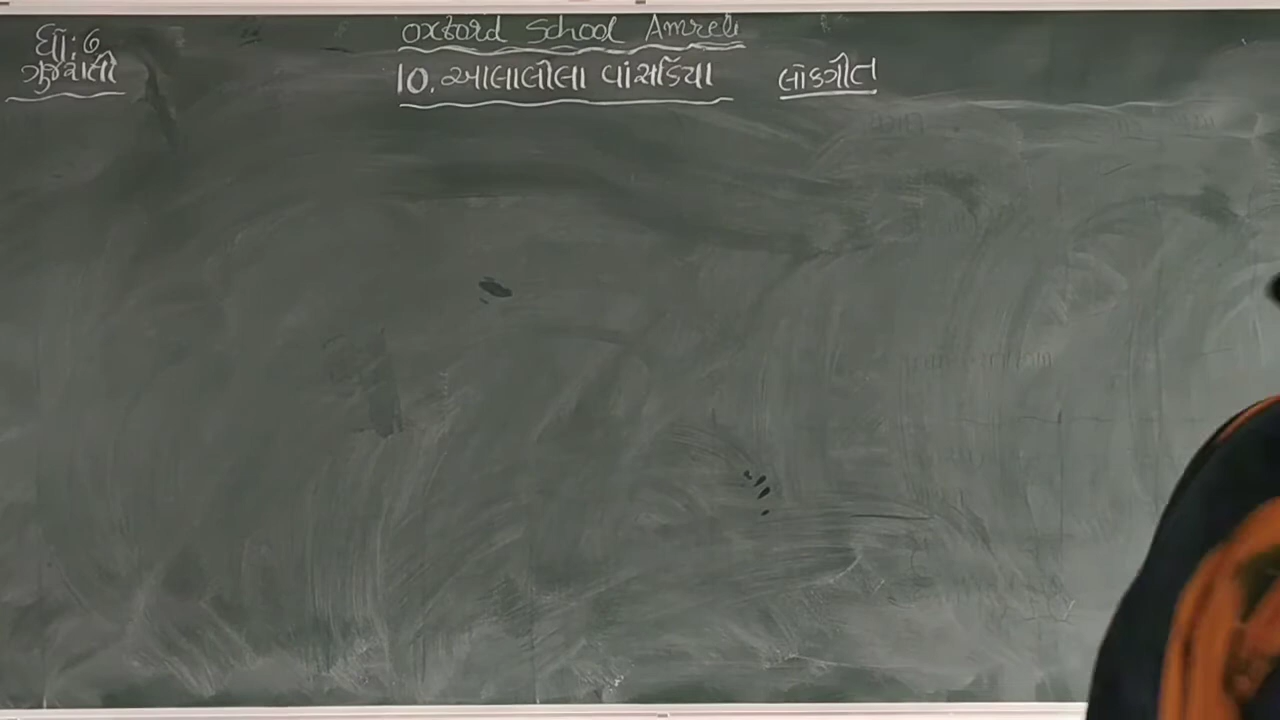 ધો: 6
ગુજરાતી
Oxford School Amreli
10. આલાલીલા વાંસડિયા
લોકગીત